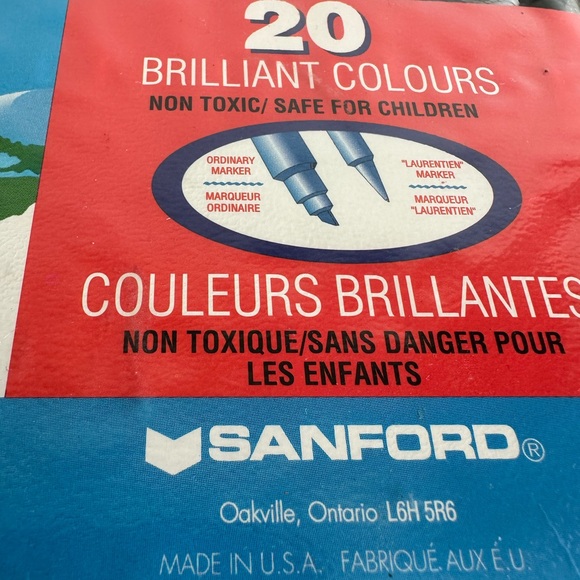 20
BRILLIANT COLOURS
NON TOXIC/ SAFE FOR CHILDREN
ORDINARY
MARKER
MARQUEUR
ORDINAIRE
"LAURENTIEN"
MARKER
MARQUEUR
"LAURENTIEN"
COULEURS BRILLANTES
NON TOXIQUE/SANS DANGER POUR
LES ENFANTS
SANFORD®
Oakville, Ontario L6H 5R6
MADE IN U.S.A. FABRIQUÉ AUX É.U.